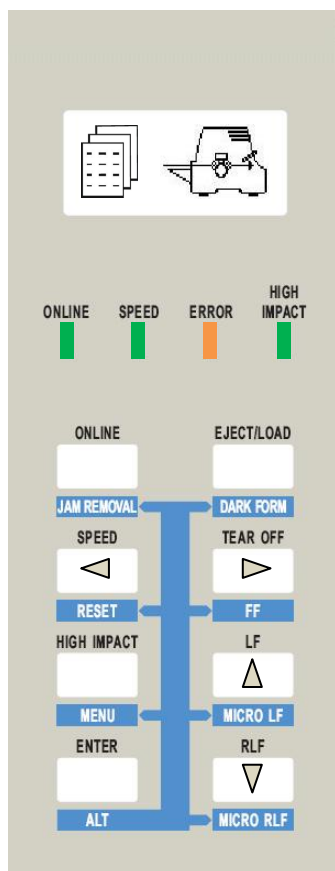 ONLINE SPEED ERROR HIGH IMPACT
ONLINE EJECT/LOAD
JAM REMOVAL DARK FORM
SPEED TEAR OFF
RESET FF
HIGH IMPACT LF
MENU MICRO LF
ENTER RLF
ALT MICRO RLF